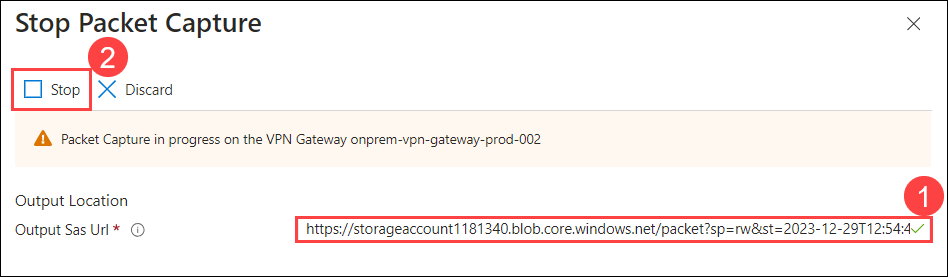 Stop Packet Capture
2
Stop Discard
Packet Capture in progress on the VPN Gateway onprem-vpn-gateway-prod-002
Output Location
1
Output Sas Url * https://storageaccount1181340.blob.core.windows.net/packet?sp=rw&st=2023-12-29T12:54:4